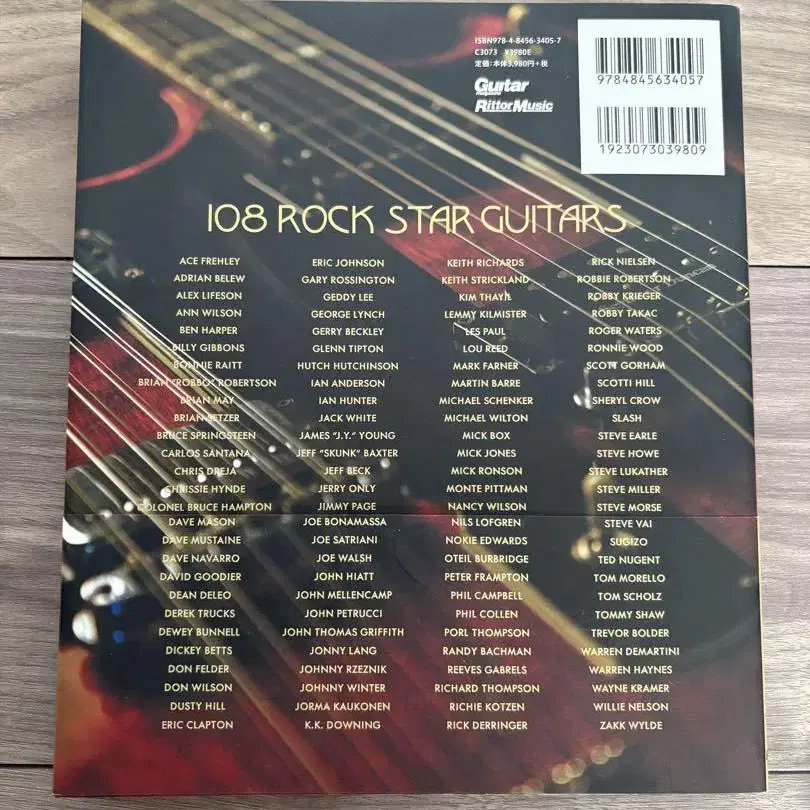 ISBN978-4-8456-3405-7
C3073 ¥3980E
定価：本体3,980円+税
Guitar
magazine
RittorMusic
9784845634057
1923073039809
108 ROCK STAR GUITARS
ACE FREHLEY
ADRIAN BELEW
ALEX LIFESON
ANN WILSON
BEN HARPER
BILLY GIBBONS
BONNIE RAITT
BRIAN "ROBBO" ROBERTSON
BRIAN MAY
BRIAN SETZER
BRUCE SPRINGSTEEN
CARLOS SANTANA
CHRIS DREJA
CHRISSIE HYNDE
COLONEL BRUCE HAMPTON
DAVE MASON
DAVE MUSTAINE
DAVE NAVARRO
DAVID GOODIER
DEAN DELEO
DEREK TRUCKS
DEWEY BUNNELL
DICKEY BETTS
DON FELDER
DON WILSON
DUSTY HILL
ERIC CLAPTON
ERIC JOHNSON
GARY ROSSINGTON
GEDDY LEE
GEORGE LYNCH
GERRY BECKLEY
GLENN TIPTON
HUTCH HUTCHINSON
IAN ANDERSON
IAN HUNTER
JACK WHITE
JAMES "J.Y." YOUNG
JEFF "SKUNK" BAXTER
JEFF BECK
JERRY ONLY
JIMMY PAGE
JOE BONAMASSA
JOE SATRIANI
JOE WALSH
JOHN HIATT
JOHN MELLENCAMP
JOHN PETRUCCI
JOHN THOMAS GRIFFITH
JONNY LANG
JOHNNY RZEZNIK
JOHNNY WINTER
JORMA KAUKONEN
K.K. DOWNING
KEITH RICHARDS
KEITH STRICKLAND
KIM THAYIL
LEMMY KILMISTER
LES PAUL
LOU REED
MARK FARNER
MARTIN BARRE
MICHAEL SCHENKER
MICHAEL WILTON
MICK BOX
MICK JONES
MICK RONSON
MONTE PITTMAN
NANCY WILSON
NILS LOFGREN
NOKIE EDWARDS
OTEIL BURBRIDGE
PETER FRAMPTON
PHIL CAMPBELL
PHIL COLLEN
PORL THOMPSON
RANDY BACHMAN
REEVES GABRELS
RICHARD THOMPSON
RICHIE KOTZEN
RICK DERRINGER
RICK NIELSEN
ROBBIE ROBERTSON
ROBBY KRIEGER
ROBBY TAKAC
ROGER WATERS
RONNIE WOOD
SCOTT GORHAM
SCOTTI HILL
SHERYL CROW
SLASH
STEVE EARLE
STEVE HOWE
STEVE LUKATHER
STEVE MILLER
STEVE MORSE
STEVE VAI
SUGIZO
TED NUGENT
TOM MORELLO
TOM SCHOLZ
TOMMY SHAW
TREVOR BOLDER
WARREN DEMARTINI
WARREN HAYNES
WAYNE KRAMER
WILLIE NELSON
ZAKK WYLDE